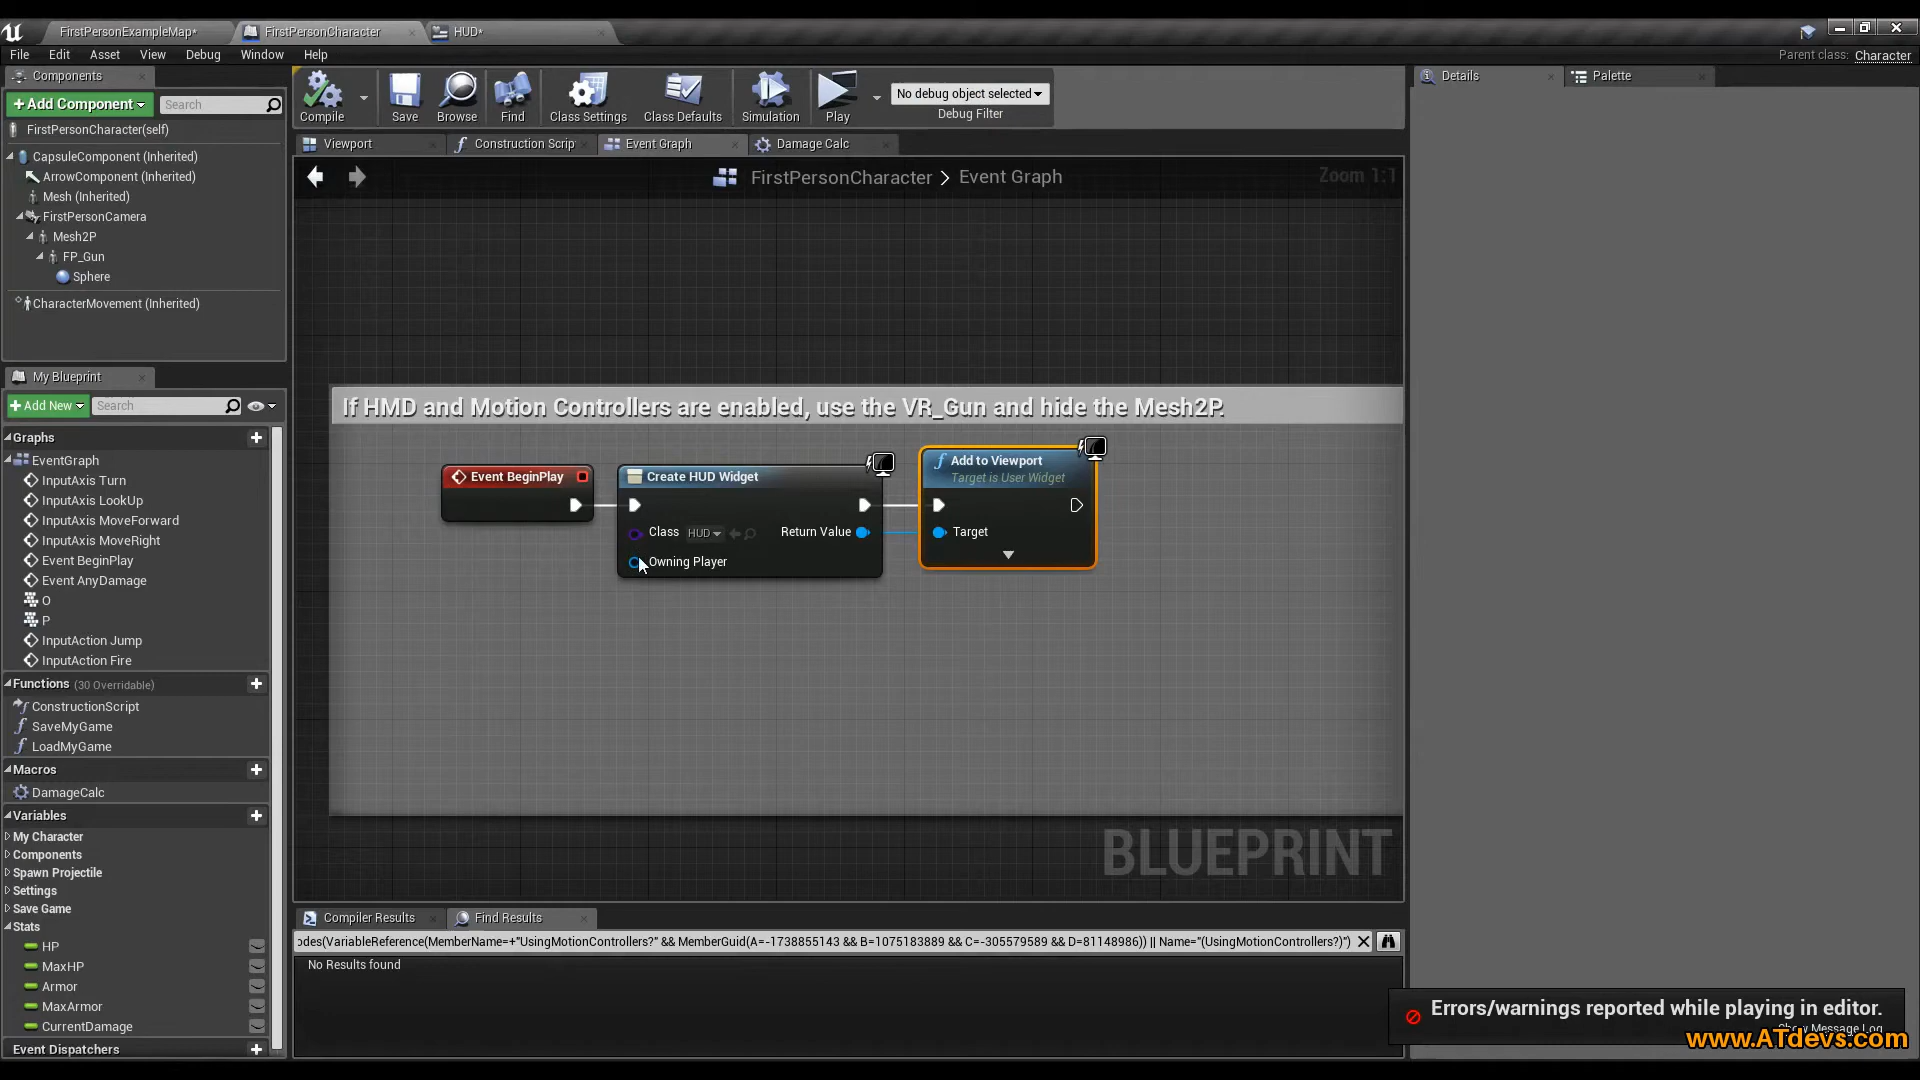 FirstPersonExampleMap*
FirstPersonCharacter
HUD*
File Edit Asset View Debug Window Help
Parent class: Character
Components
+ Add Component
Search
FirstPersonCharacter(self)
CapsuleComponent (Inherited)
ArrowComponent (Inherited)
Mesh (Inherited)
FirstPersonCamera
Mesh2P
FP_Gun
Sphere
CharacterMovement (Inherited)
Compile
Save
Browse
Find
Class Settings
Class Defaults
Simulation
Play
No debug object selected
Debug Filter
Viewport
Construction Scrip
Event Graph
Damage Calc
FirstPersonCharacter > Event Graph
Zoom 1:1
If HMD and Motion Controllers are enabled, use the VR_Gun and hide the Mesh2P.
Event BeginPlay
Create HUD Widget
Class HUD
Return Value
Owning Player
Add to Viewport
Target is User Widget
Target
BLUEPRINT
My Blueprint
+ Add New
Search
Graphs
EventGraph
InputAxis Turn
InputAxis LookUp
InputAxis MoveForward
InputAxis MoveRight
Event BeginPlay
Event AnyDamage
O
P
InputAction Jump
InputAction Fire
Functions (30 Overridable)
ConstructionScript
SaveMyGame
LoadMyGame
Macros
DamageCalc
Variables
My Character
Components
Spawn Projectile
Settings
Save Game
Stats
HP
MaxHP
Armor
MaxArmor
CurrentDamage
Event Dispatchers
Compiler Results
Find Results
odes(VariableReference(MemberName=+"UsingMotionControllers?" && MemberGuid(A=-1738855143 && B=1075183889 && C=-305579589 && D=81148986)) || Name="(UsingMotionControllers?)")
No Results found
Details
Palette
Errors/warnings reported while playing in editor.
Show Message Log
www.ATdevs.com